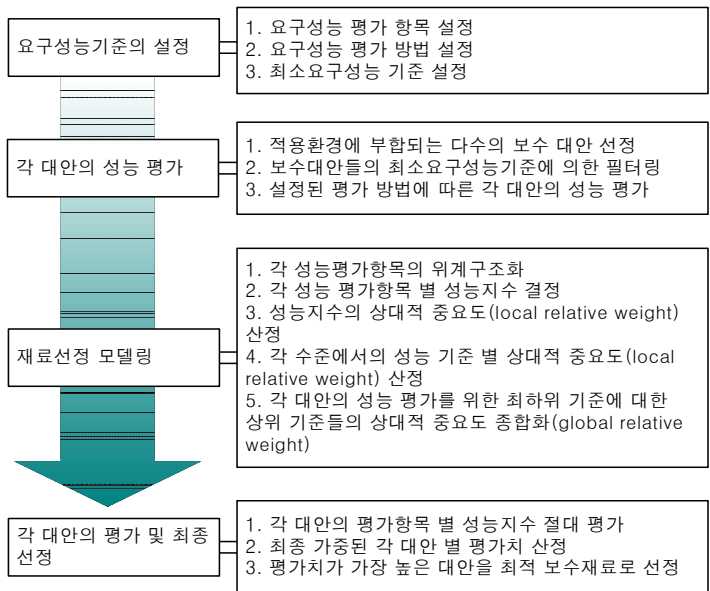 요구성능기준의 설정
1. 요구성능 평가 항목 설정
2. 요구성능 평가 방법 설정
3. 최소요구성능 기준 설정
각 대안의 성능 평가
1. 적용환경에 부합되는 다수의 보수 대안 선정
2. 보수대안들의 최소요구성능기준에 의한 필터링
3. 설정된 평가 방법에 따른 각 대안의 성능 평가
재료선정 모델링
1. 각 성능평가항목의 위계구조화
2. 각 성능 평가항목 별 성능지수 결정
3. 성능지수의 상대적 중요도(local relative weight)
산정
4. 각 수준에서의 성능 기준 별 상대적 중요도(local
relative weight) 산정
5. 각 대안의 성능 평가를 위한 최하위 기준에 대한
상위 기준들의 상대적 중요도 종합화(global relative
weight)
각 대안의 평가 및 최종
선정
1. 각 대안의 평가항목 별 성능지수 절대 평가
2. 최종 가중된 각 대안 별 평가치 산정
3. 평가치가 가장 높은 대안을 최적 보수재료로 선정